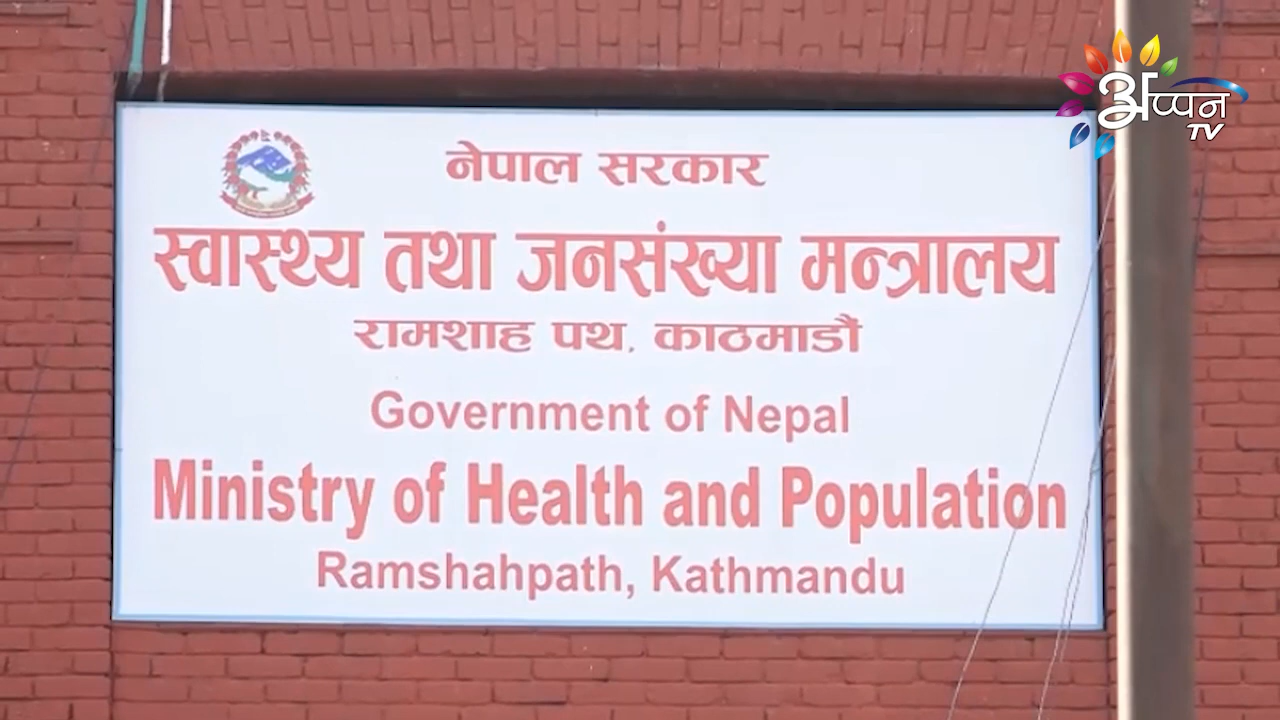 अप्पन
TV
नेपाल सरकार
स्वास्थ्य तथा जनसंख्या मन्त्रालय
रामशाह पथ, काठमाडौं
Government of Nepal
Ministry of Health and Population
Ramshahpath, Kathmandu